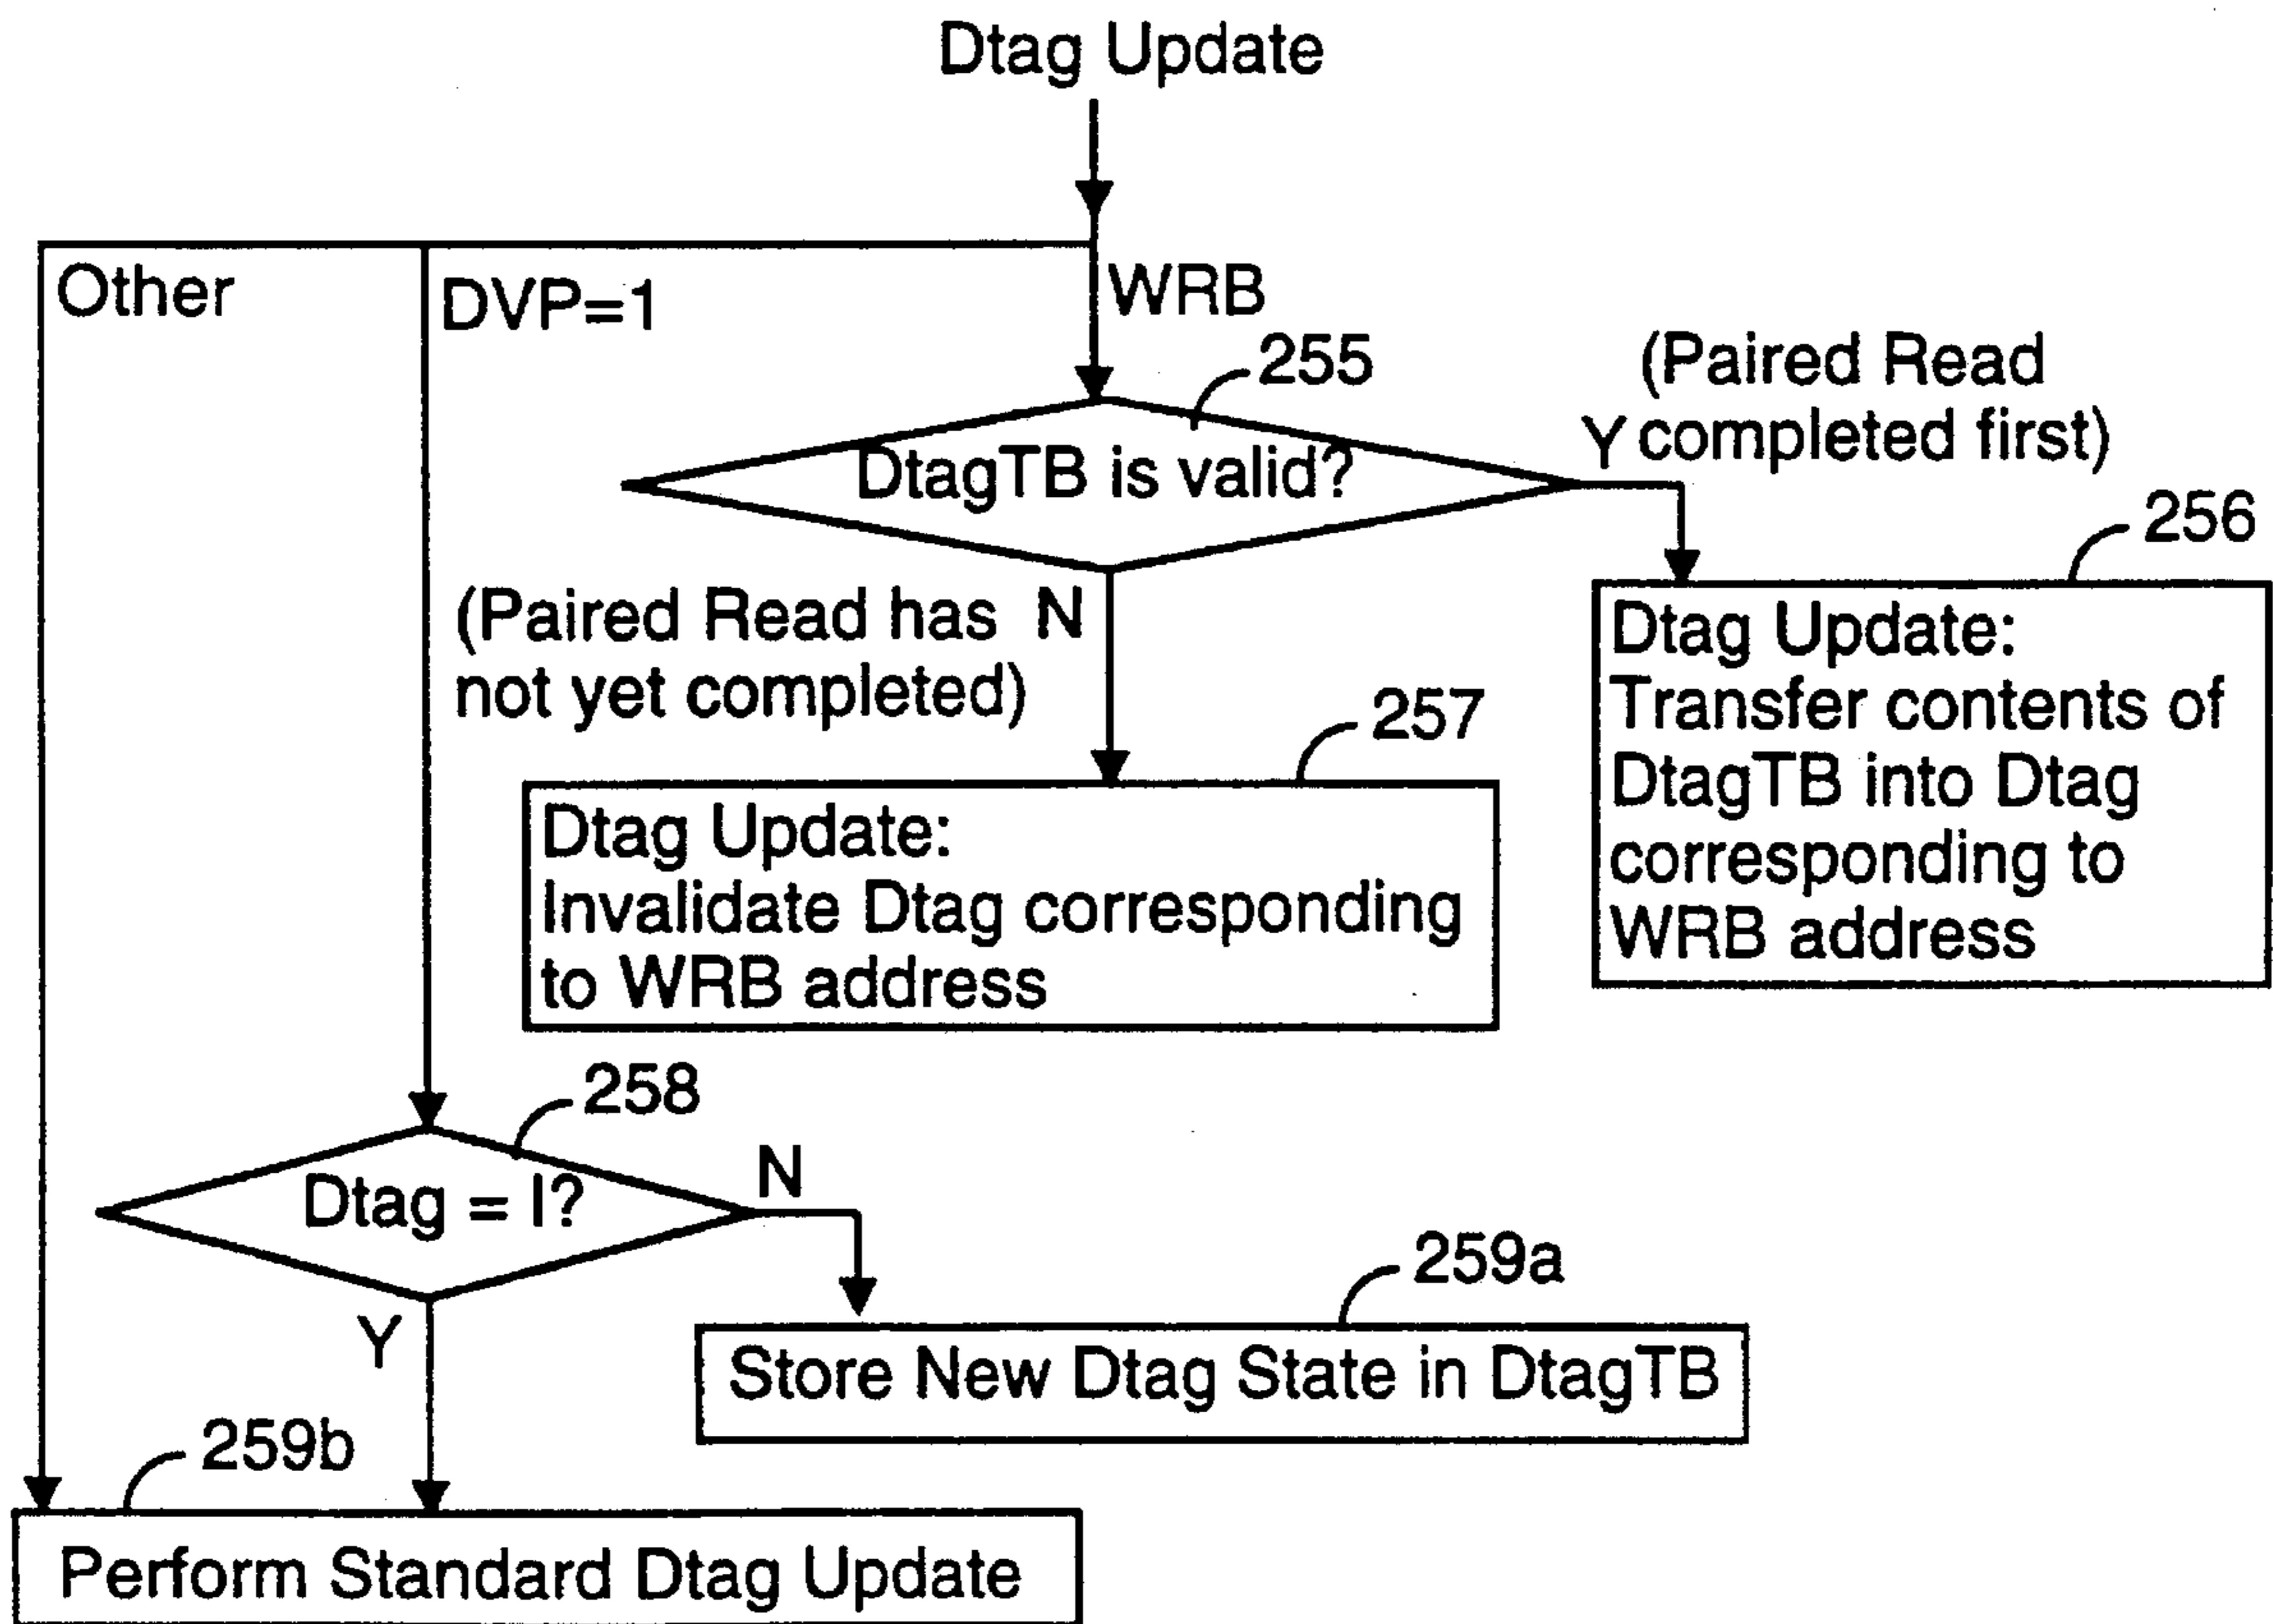 Dtag Update
Other
DVP=1
WRB
255
(Paired Read
Y completed first)
DtagTB is valid?
256
(Paired Read has N
not yet completed)
Dtag Update:
Transfer contents of
DtagTB into Dtag
corresponding to
WRB address
257
Dtag Update:
Invalidate Dtag corresponding
to WRB address
258
Dtag = I?
N
259a
Y
Store New Dtag State in DtagTB
259b
Perform Standard Dtag Update